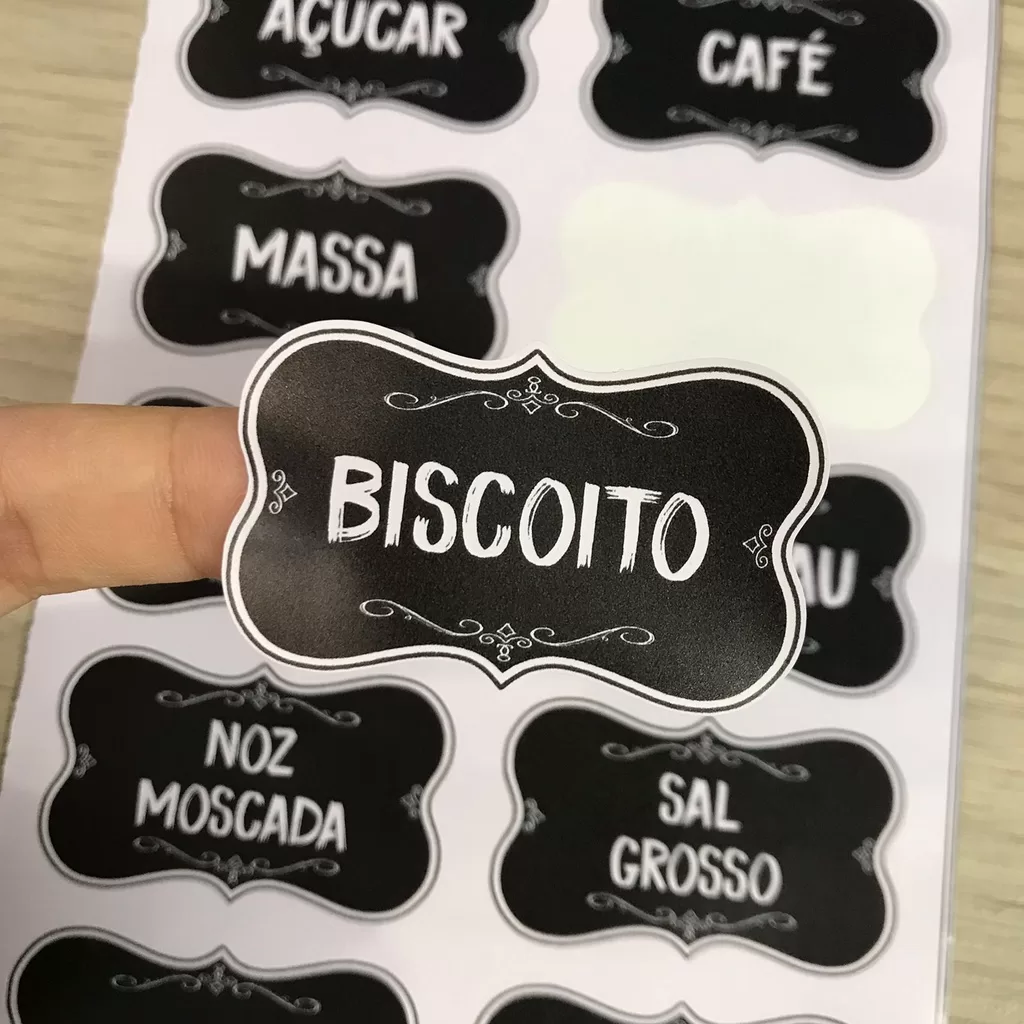 AÇUCAR
CAFÉ
MASSA
BISCOITO
NOZ
MOSCADA
SAL
GROSSO